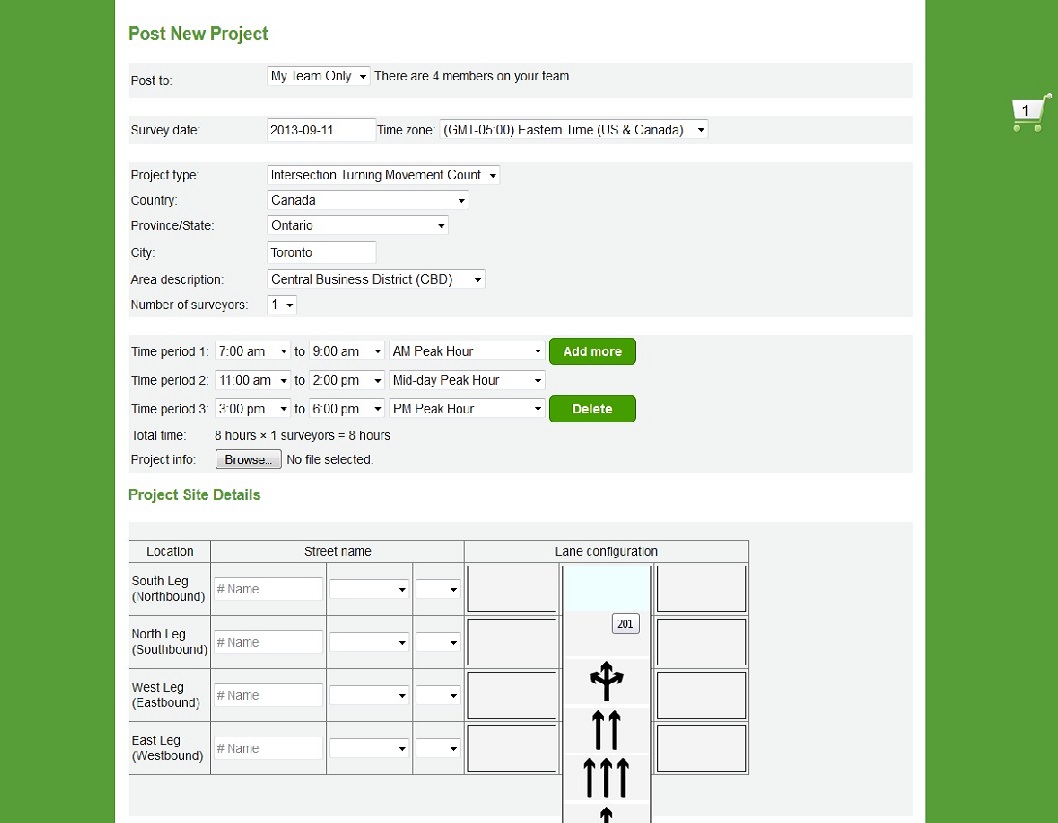 Post New Project
Post to: My Team Only There are 4 members on your team
1
Survey date: 2013-09-11 Time zone: (GMT-05:00) Eastern Time (US & Canada)
Project type: Intersection Turning Movement Count
Country: Canada
Province/State: Ontario
City: Toronto
Area description: Central Business District (CBD)
Number of surveyors: 1
Time period 1: 7:00 am to 9:00 am AM Peak Hour Add more
Time period 2: 11:00 am to 2:00 pm Mid-day Peak Hour
Time period 3: 3:00 pm to 6:00 pm PM Peak Hour Delete
Total time: 8 hours × 1 surveyors = 8 hours
Project info: Browse... No file selected.
Project Site Details
Location Street name Lane configuration
South Leg
(Northbound) # Name
201
North Leg
(Southbound) # Name
West Leg
(Eastbound) # Name
East Leg
(Westbound) # Name